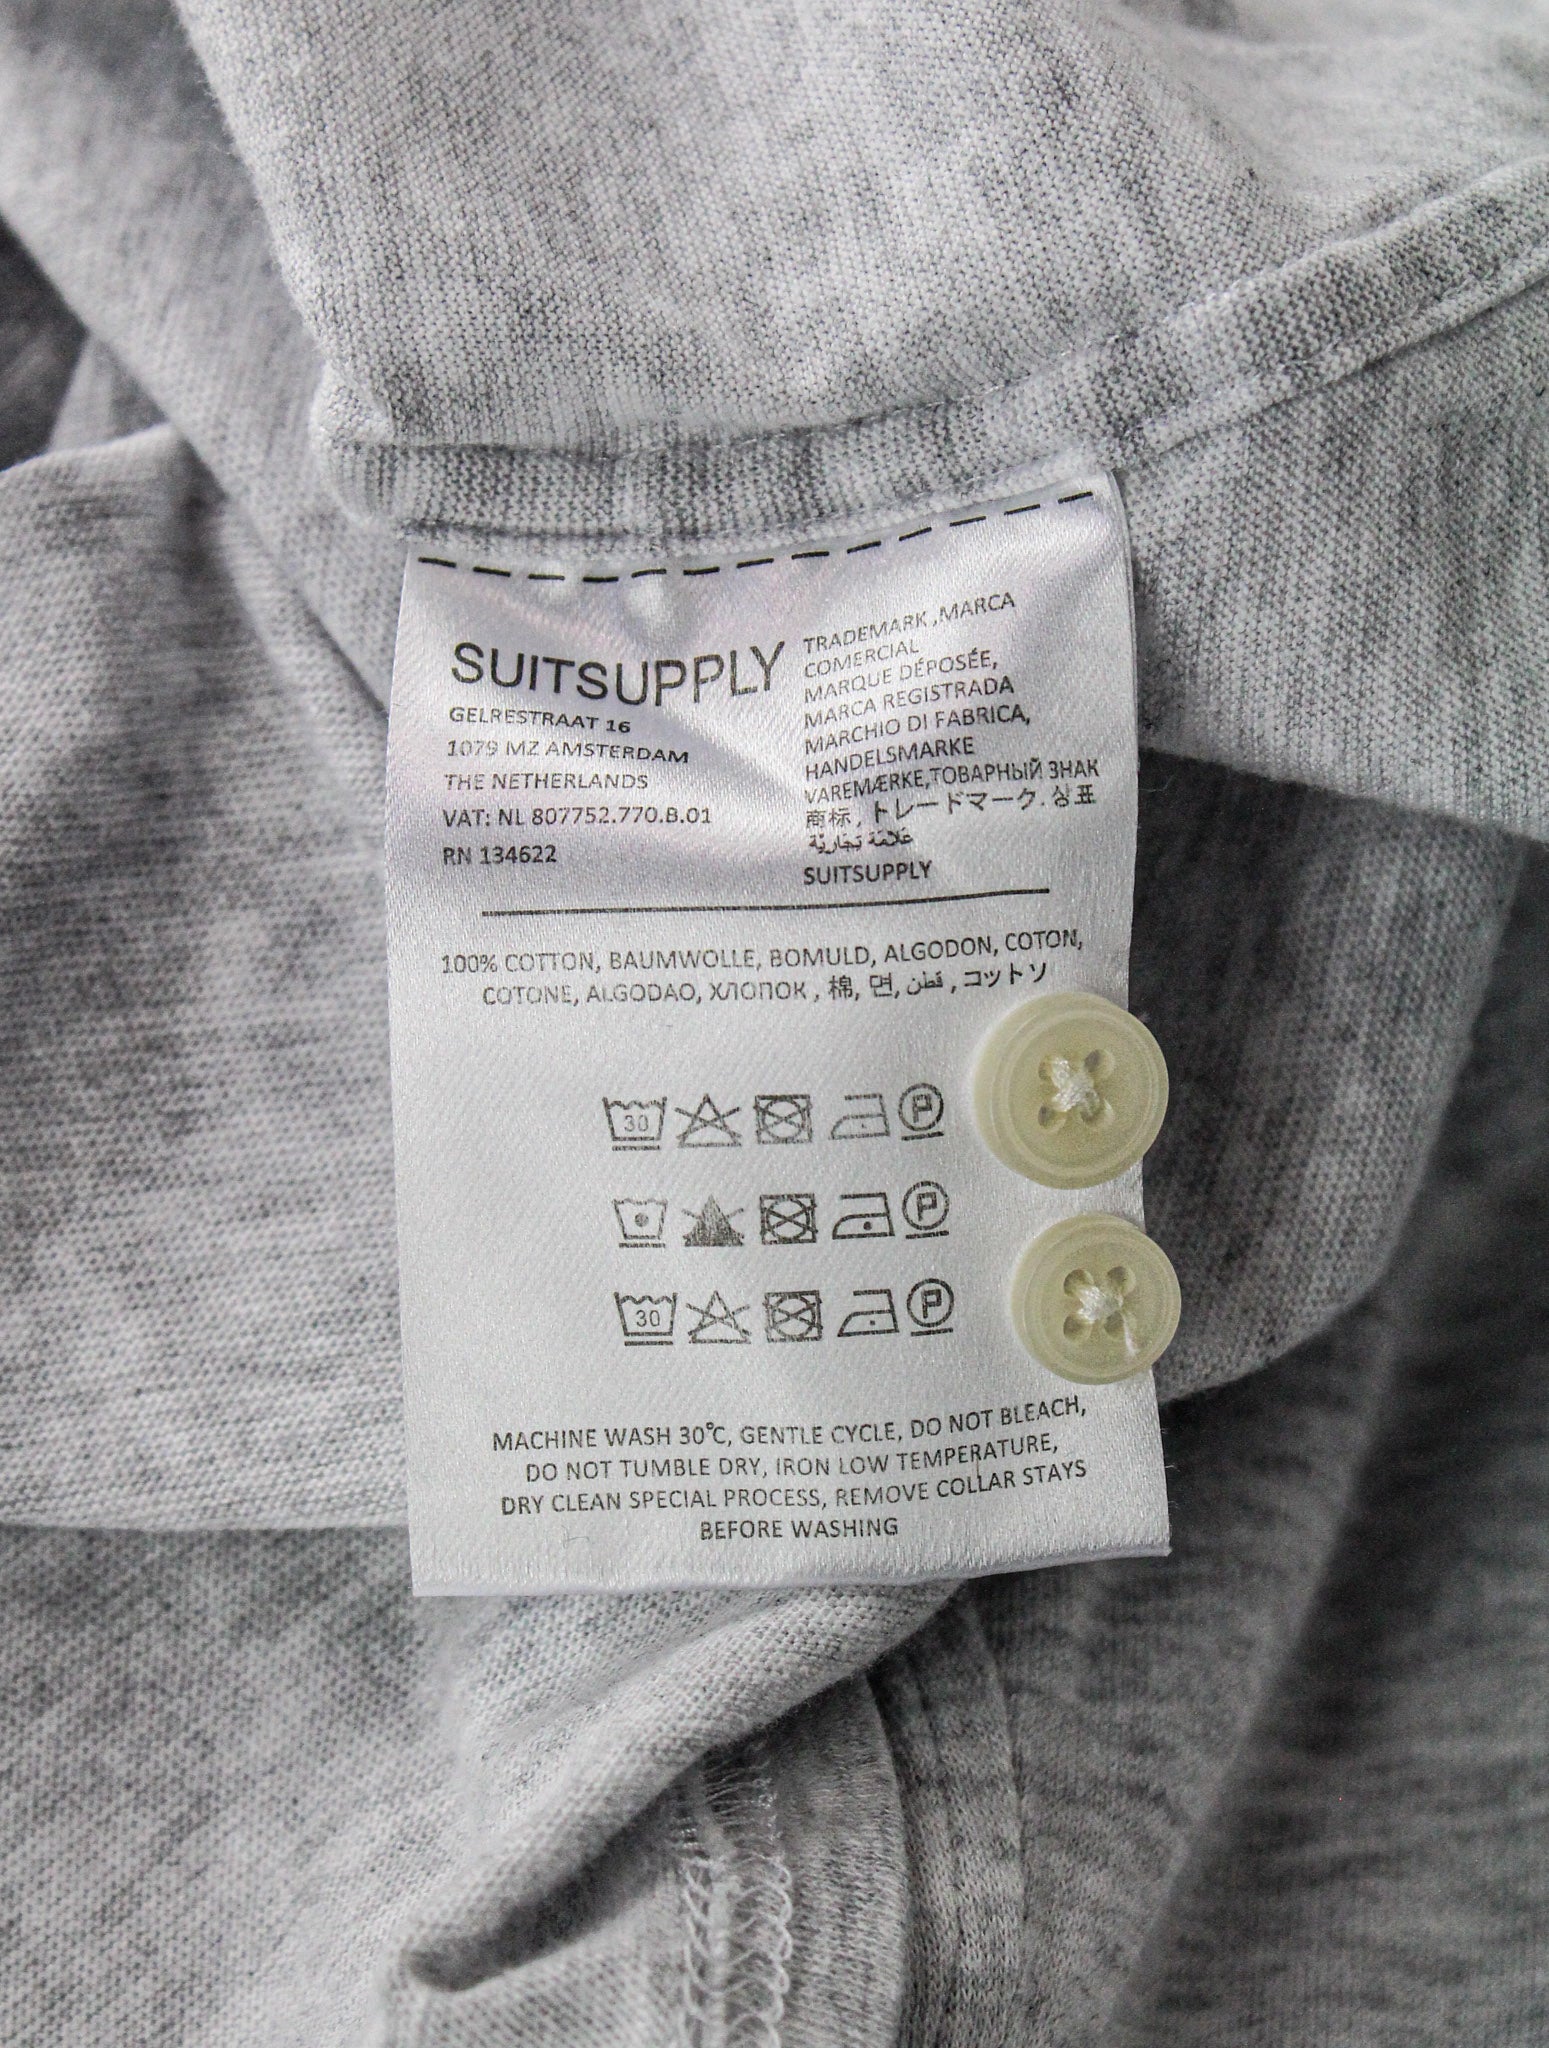 SUITSUPPLY
GELRESTRAAT 16
1079 MZ AMSTERDAM
THE NETHERLANDS
VAT: NL 807752.770.B.01
RN 134622
TRADEMARK ,MARCA
COMERCIAL
MARQUE DÉPOSÉE,
MARCA REGISTRADA
MARCHIO DI FABRICA,
HANDELSMARKE
VAREMÆRKE,ТОВАРНЫЙ ЗНАК
商标 , トレードマーク. 상표
عَلَامَة تِجَارِيَّة
SUITSUPPLY
100% COTTON, BAUMWOLLE, BOMULD, ALGODON, COTON,
COTONE, ALGODAO, ХЛОПОК , 棉, 면, قطن , コットソ
30 P
P
30 P
MACHINE WASH 30℃, GENTLE CYCLE, DO NOT BLEACH,
DO NOT TUMBLE DRY, IRON LOW TEMPERATURE,
DRY CLEAN SPECIAL PROCESS, REMOVE COLLAR STAYS
BEFORE WASHING